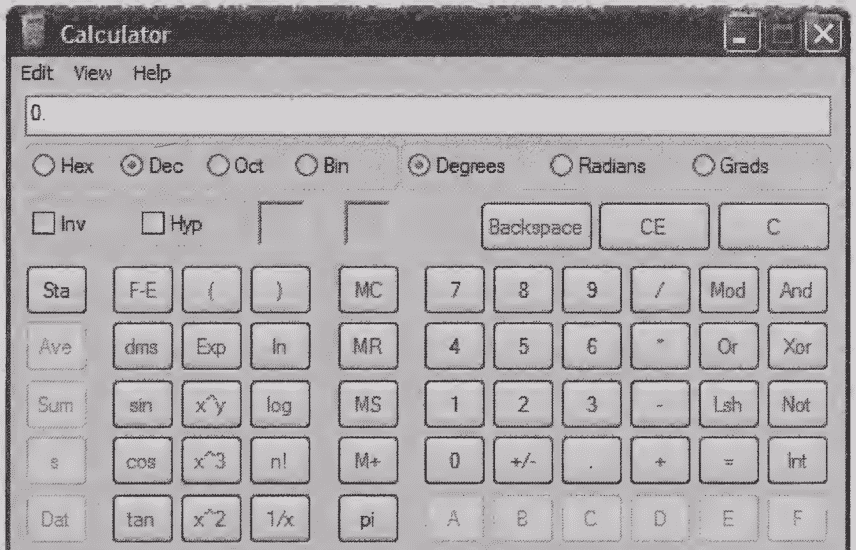 Calculator
Edit View Help
0.
Hex Dec Oct Bin Degrees Radians Grads
Inv Hyp Backspace CE C
Sta F-E ( ) MC 7 8 9 / Mod And
Ave dms Exp ln MR 4 5 6 * Or Xor
Sum sin x^y log MS 1 2 3 - Lsh Not
s cos x^3 n! M+ 0 +/- . + = Int
Dat tan x^2 1/x pi A B C D E F